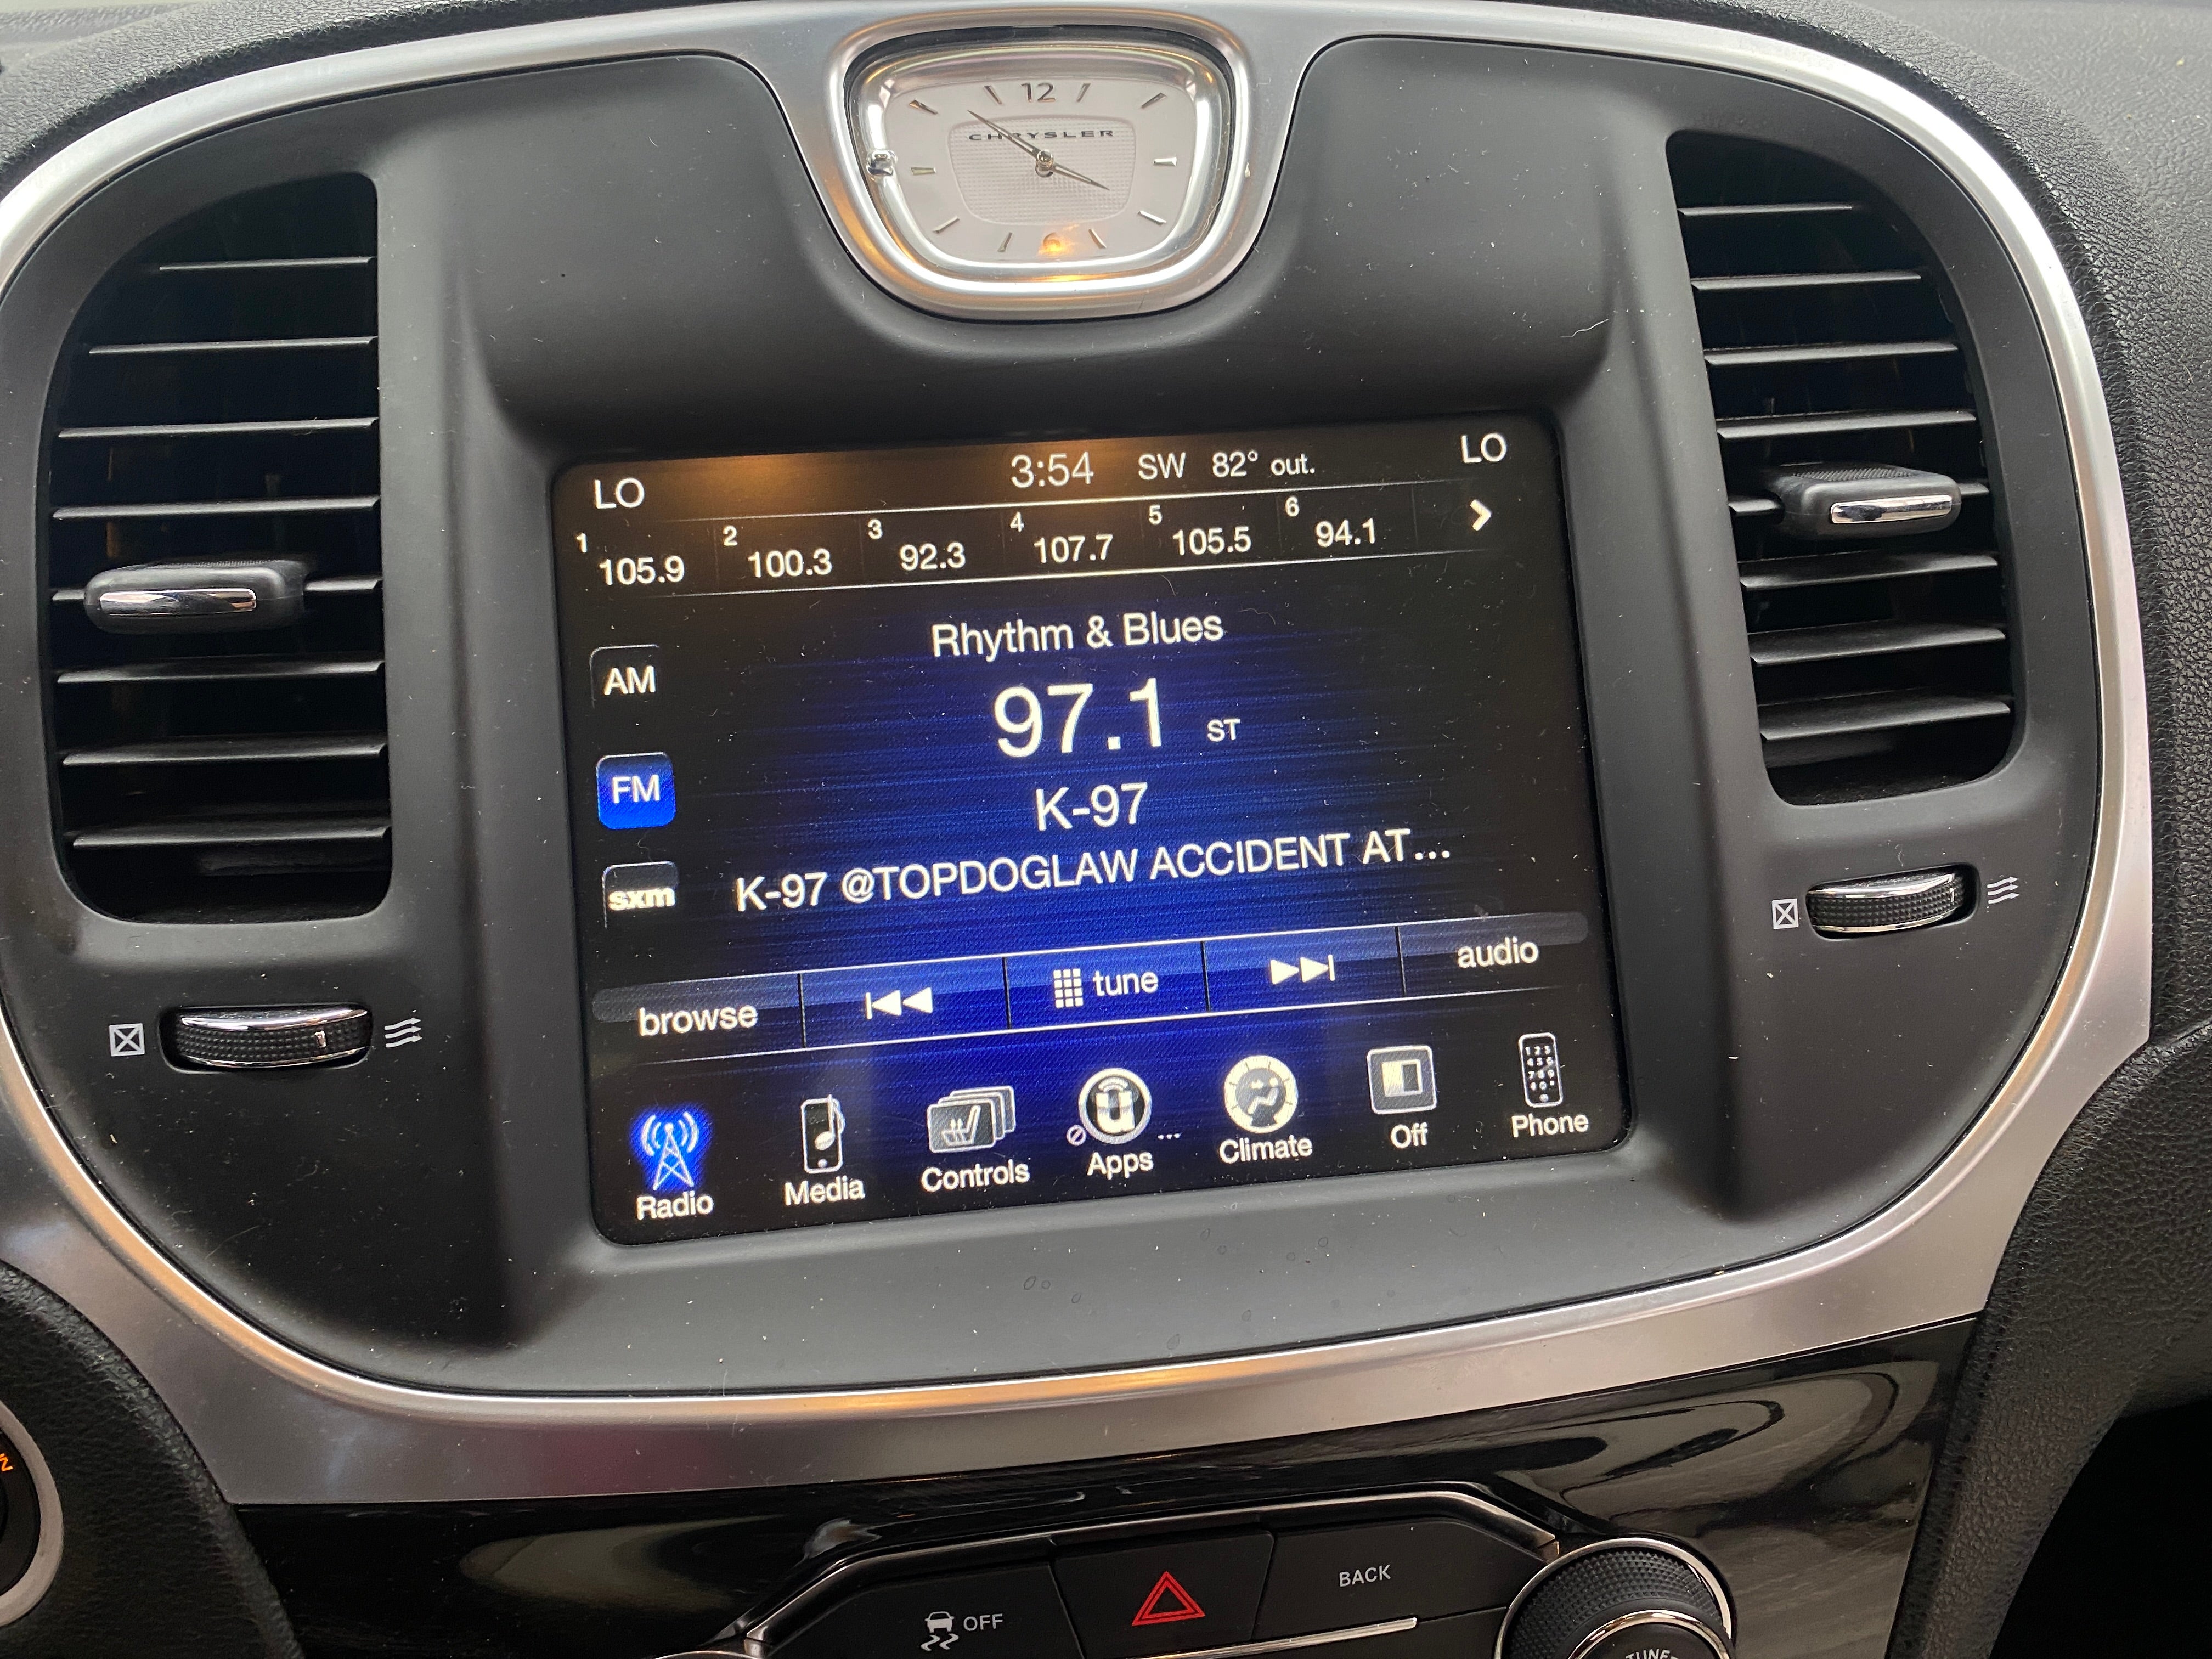 12
CHRYSLER
6
LO 3:54 SW 82° out. LO
1 105.9 2 100.3 3 92.3 4 107.7 5 105.5 6 94.1
Rhythm & Blues
AM
97.1 ST
FM
K-97
sxm
K-97 @TOPDOGLAW ACCIDENT AT...
browse tune audio
Radio Media Controls Apps ... Climate Off Phone
OFF
BACK
TUNE